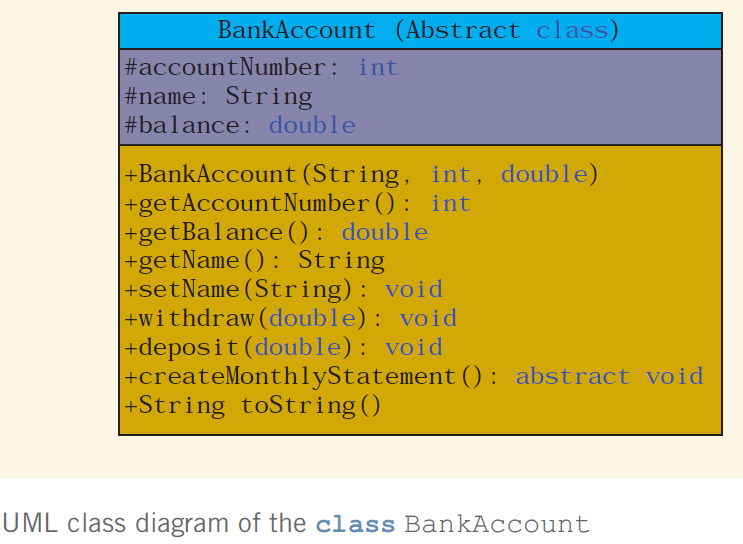 BankAccount (Abstract class)
#accountNumber: int
#name: String
#balance: double
+BankAccount(String, int, double)
+getAccountNumber(): int
+getBalance(): double
+getName(): String
+setName(String): void
+withdraw(double): void
+deposit(double): void
+createMonthlyStatement(): abstract void
+String toString()
UML class diagram of the class BankAccount